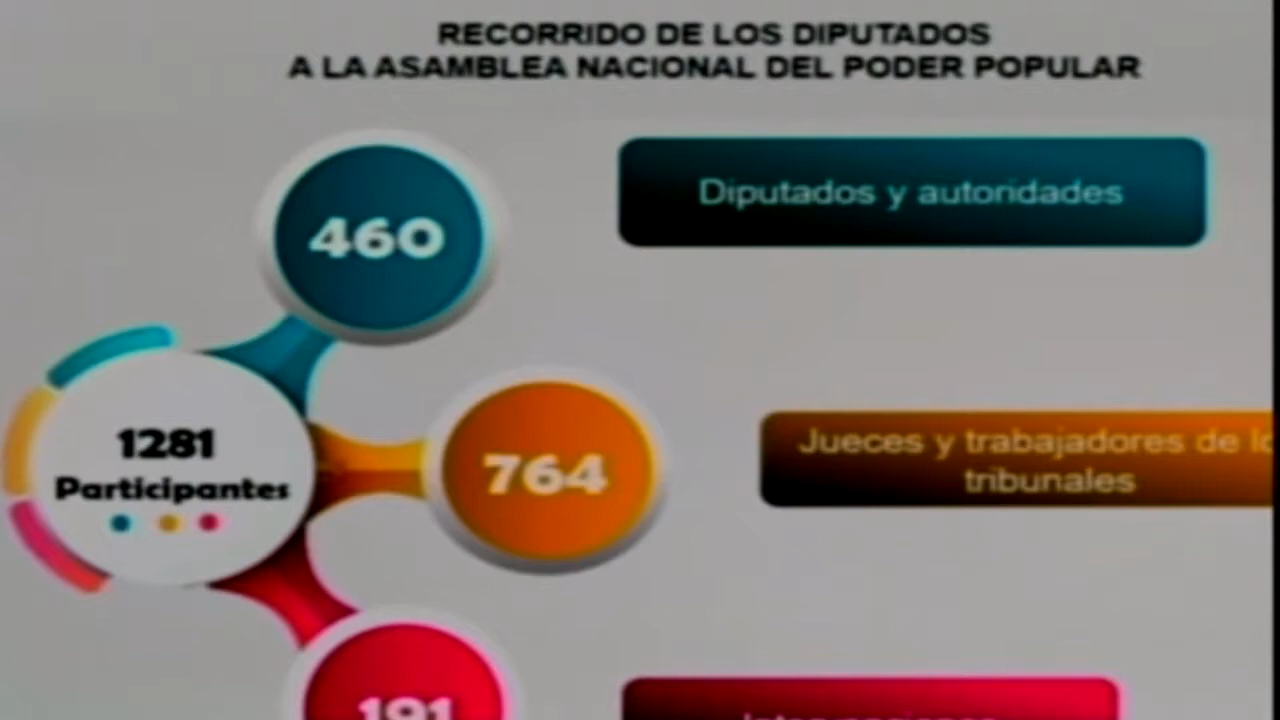 RECORRIDO DE LOS DIPUTADOS
A LA ASAMBLEA NACIONAL DEL PODER POPULAR
460
Diputados y autoridades
1281
Participantes
764
Jueces y trabajadores de
tribunales
191